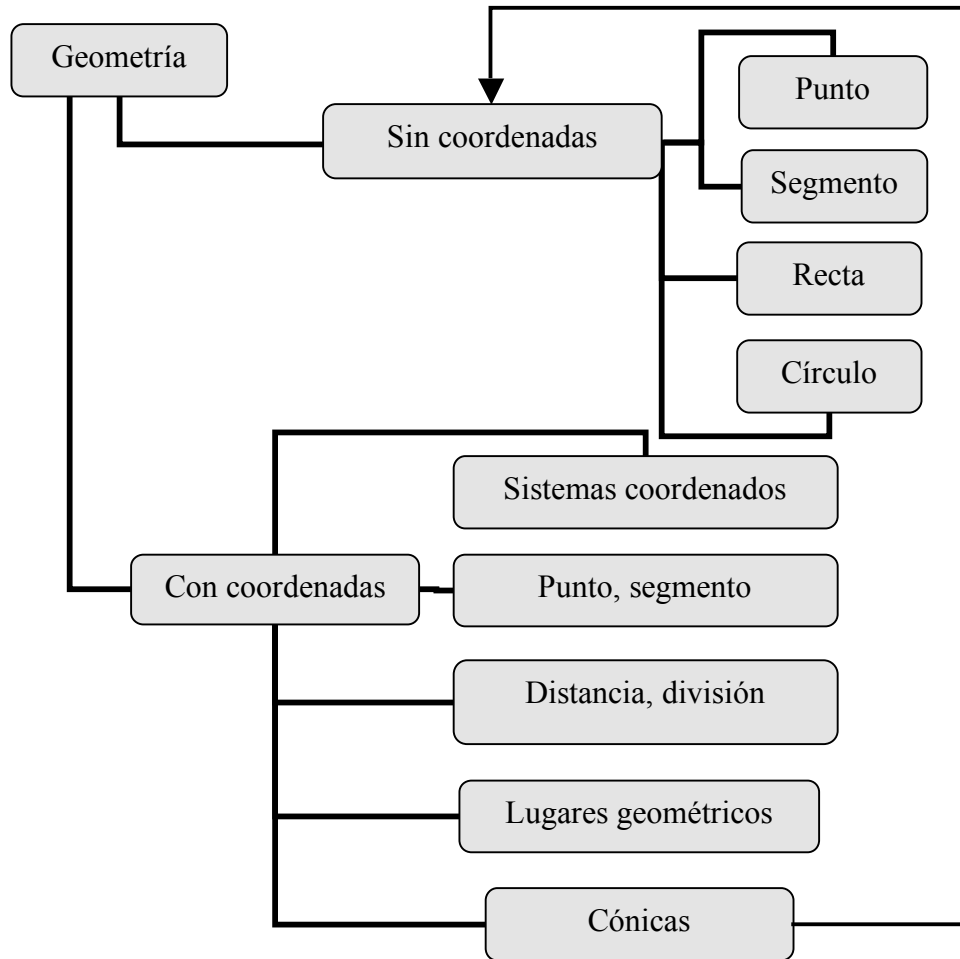 Geometría
Sin coordenadas
Punto
Segmento
Recta
Círculo
Sistemas coordenados
Con coordenadas
Punto, segmento
Distancia, división
Lugares geométricos
Cónicas